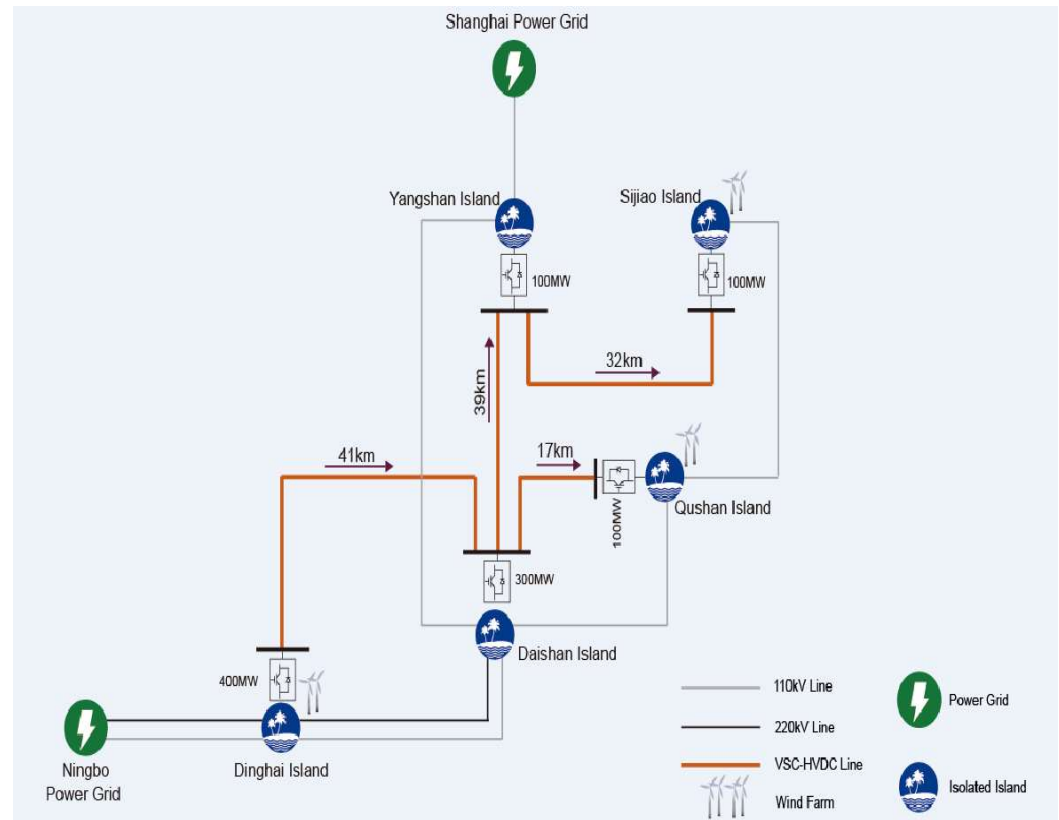 Shanghai Power Grid
Yangshan Island
Sijiao Island
100MW
100MW
32km
39km
41km
17km
100MW
Qushan Island
300MW
Daishan Island
400MW
Ningbo
Power Grid
Dinghai Island
110kV Line
220kV Line
VSC-HVDC Line
Wind Farm
Power Grid
Isolated Island